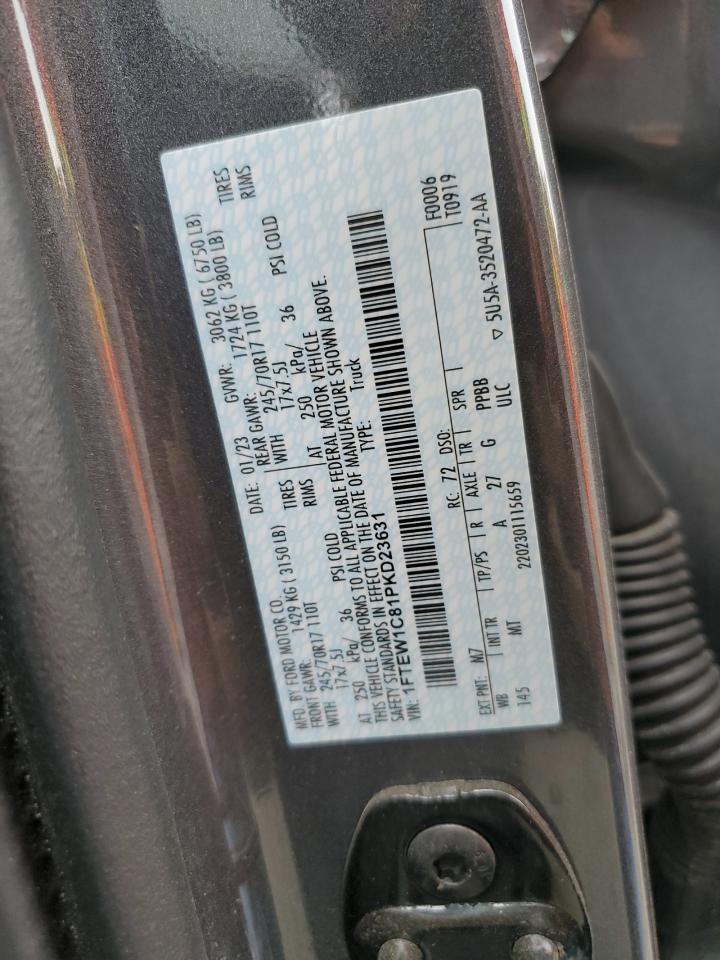 MFD. BY FORD MOTOR CO.
DATE: 01/23 GVWR: 3062 KG ( 6750 LB)
FRONT GAWR: 1429 KG ( 3150 LB) REAR GAWR: 1724 KG ( 3800 LB)
WITH 245/70R17 110T TIRES WITH 245/70R17 110T TIRES
17x7.5J RIMS 17x7.5J RIMS
AT 250 kPa/ 36 PSI COLD AT 250 kPa/ 36 PSI COLD
THIS VEHICLE CONFORMS TO ALL APPLICABLE FEDERAL MOTOR VEHICLE
SAFETY STANDARDS IN EFFECT ON THE DATE OF MANUFACTURE SHOWN ABOVE.
VIN: 1FTEW1C81PKD23631 TYPE: Truck
F0006
T0919
EXT PNT: M7 RC: 72 DSO:
WB INT TR TP/PS R AXLE TR SPR
145 MT A 27 G PPBB
2202301115659 ULC
▽ 5U5A-3520472-AA